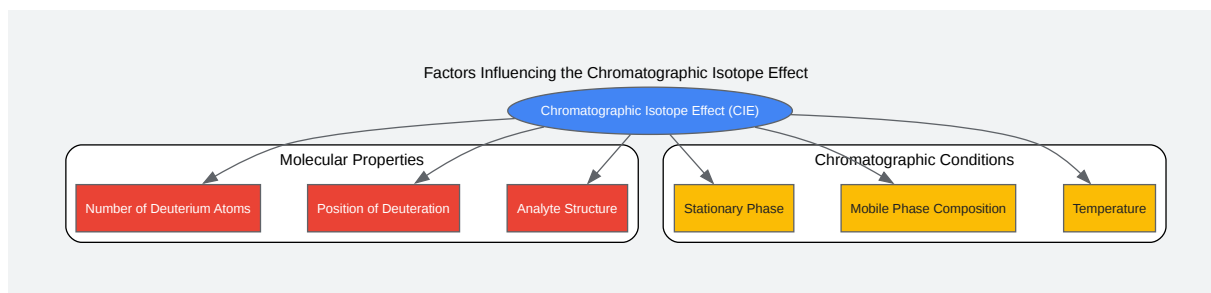 Factors Influencing the Chromatographic Isotope Effect
Chromatographic Isotope Effect (CIE)
Molecular Properties
Number of Deuterium Atoms
Position of Deuteration
Analyte Structure
Chromatographic Conditions
Stationary Phase
Mobile Phase Composition
Temperature